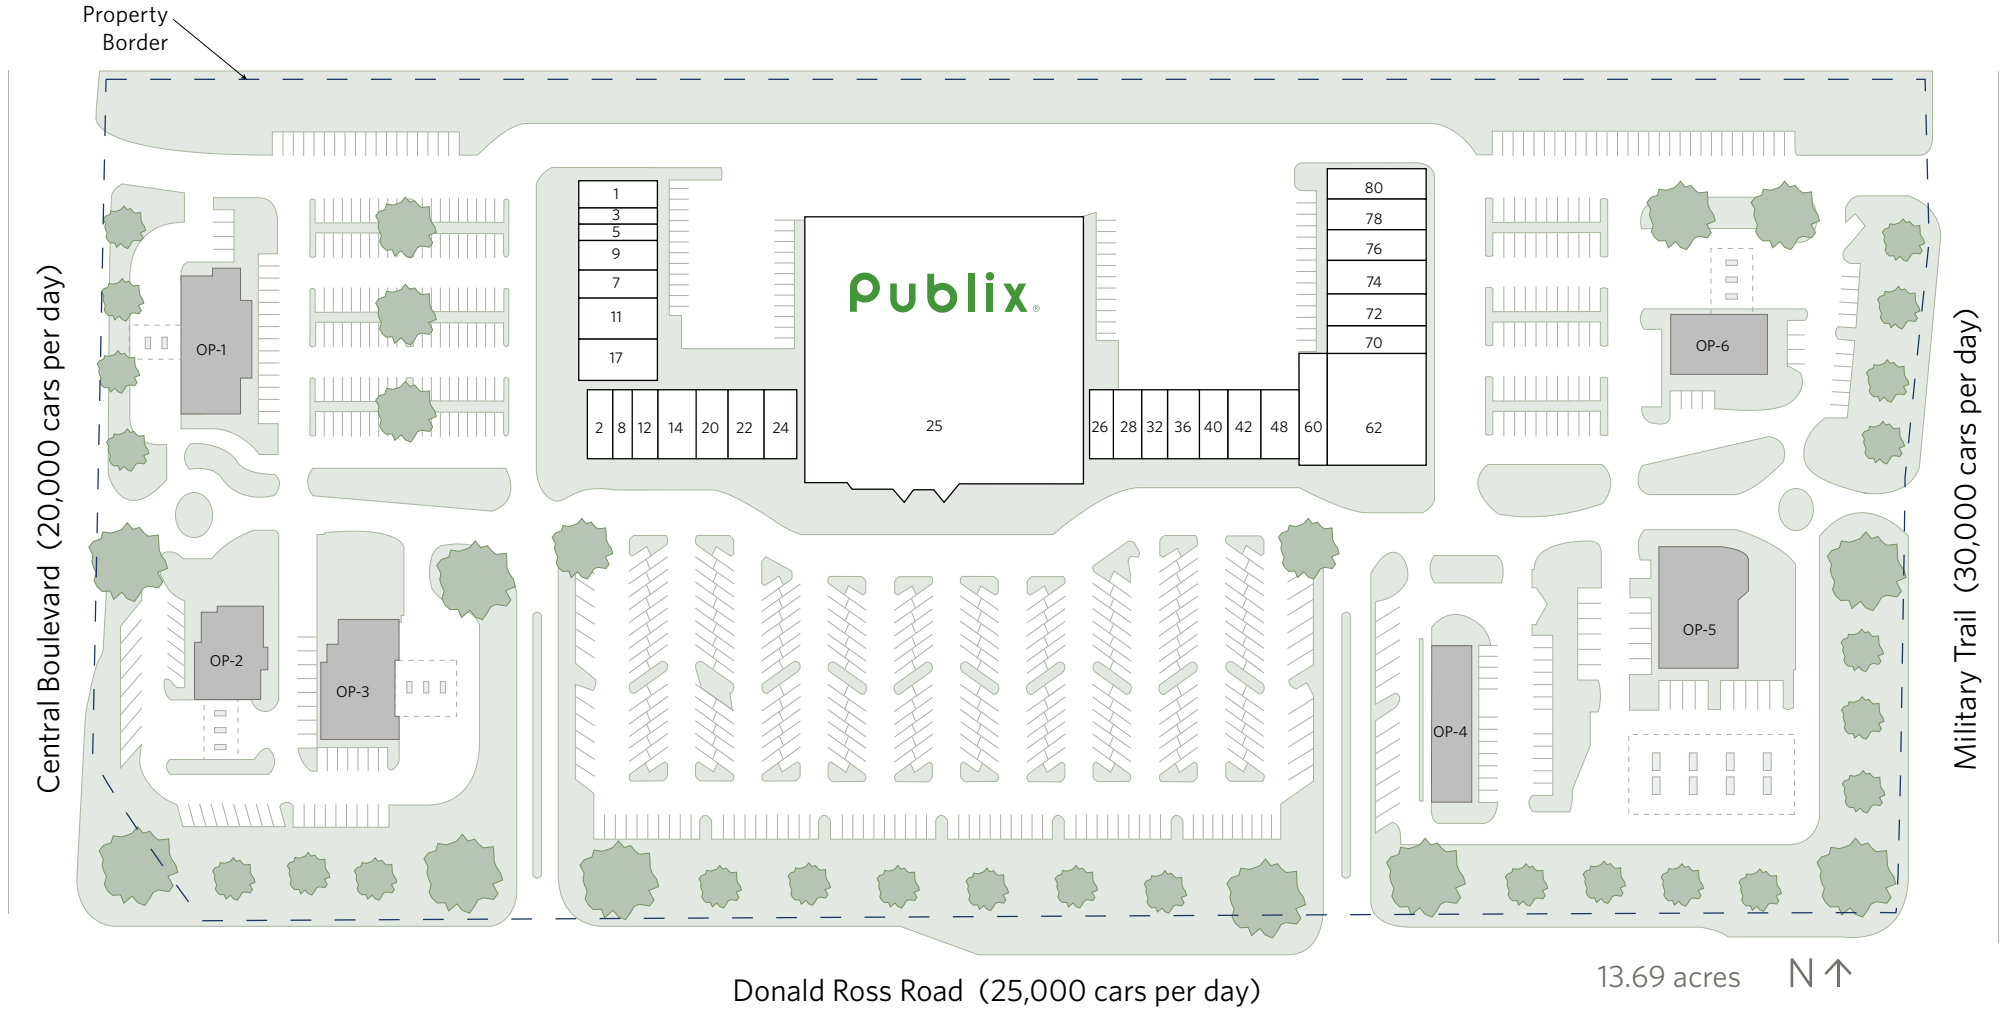 Property
Border
Central Boulevard (20,000 cars per day)
1
3
5
9
7
11
17
2 8 12 14 20 22 24
Publix®
25
26 28 32 36 40 42 48 60 62
80
78
76
74
72
70
OP-1
OP-2
OP-3
OP-4
OP-5
OP-6
Military Trail (30,000 cars per day)
Donald Ross Road (25,000 cars per day)
13.69 acres N